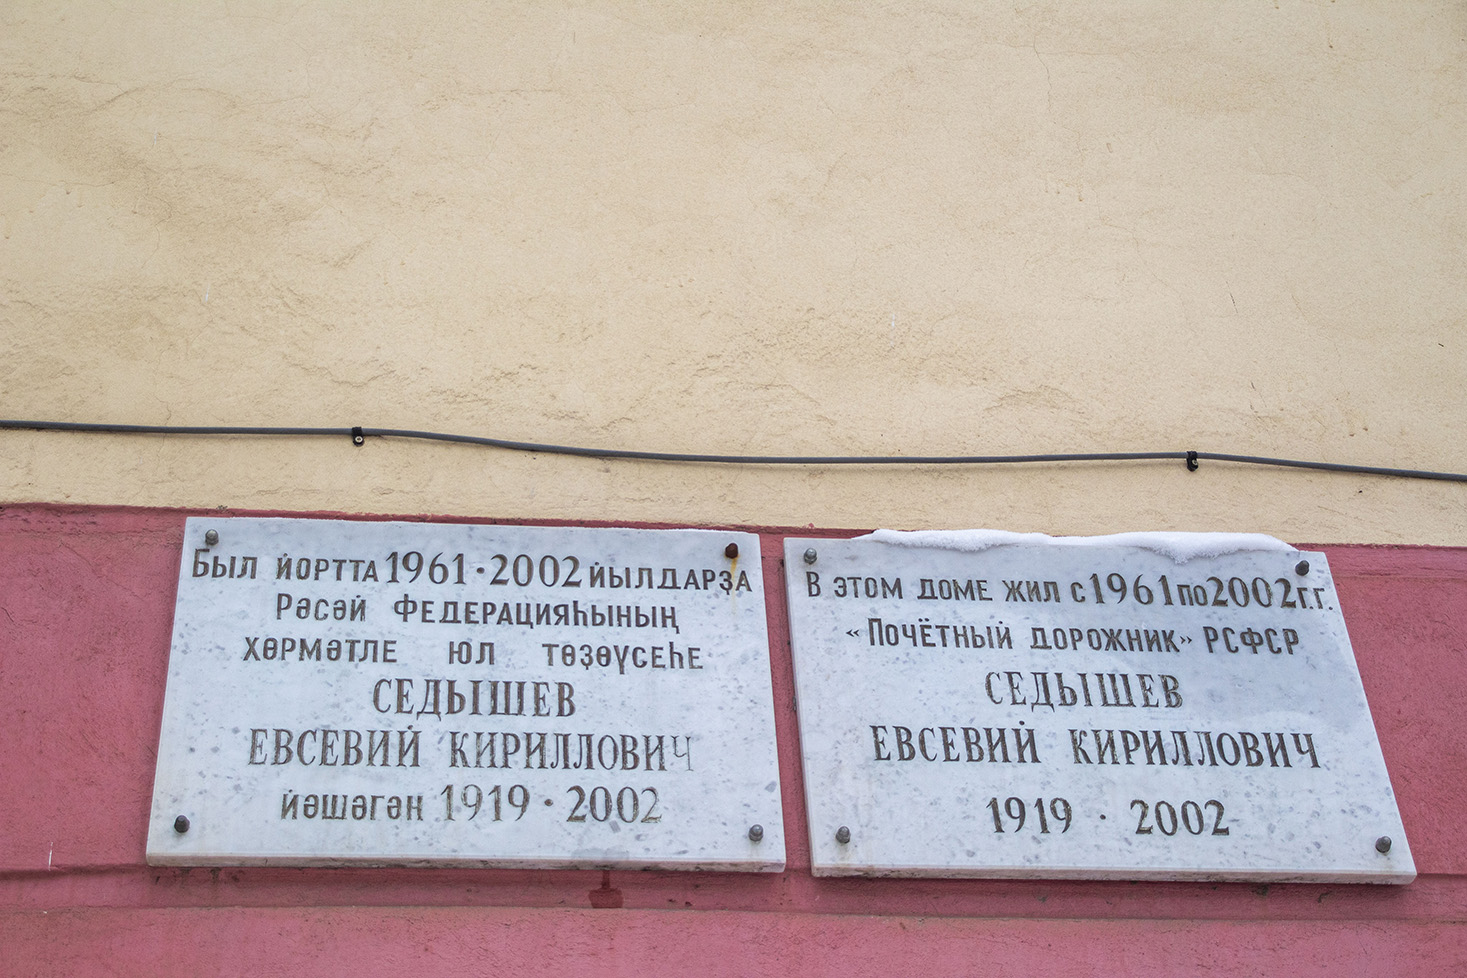 Был йортта 1961 · 2002 йылдарҙа
Рәсәй Федерацияһының
хөрмәтле юл төҙөүсеһе
СЕДЫШЕВ
ЕВСЕВИЙ КИРИЛЛОВИЧ
йәшәгән 1919 · 2002
В этом доме жил с 1961 по 2002 г.г.
«Почётный дорожник» РСФСР
СЕДЫШЕВ
ЕВСЕВИЙ КИРИЛЛОВИЧ
1919 · 2002